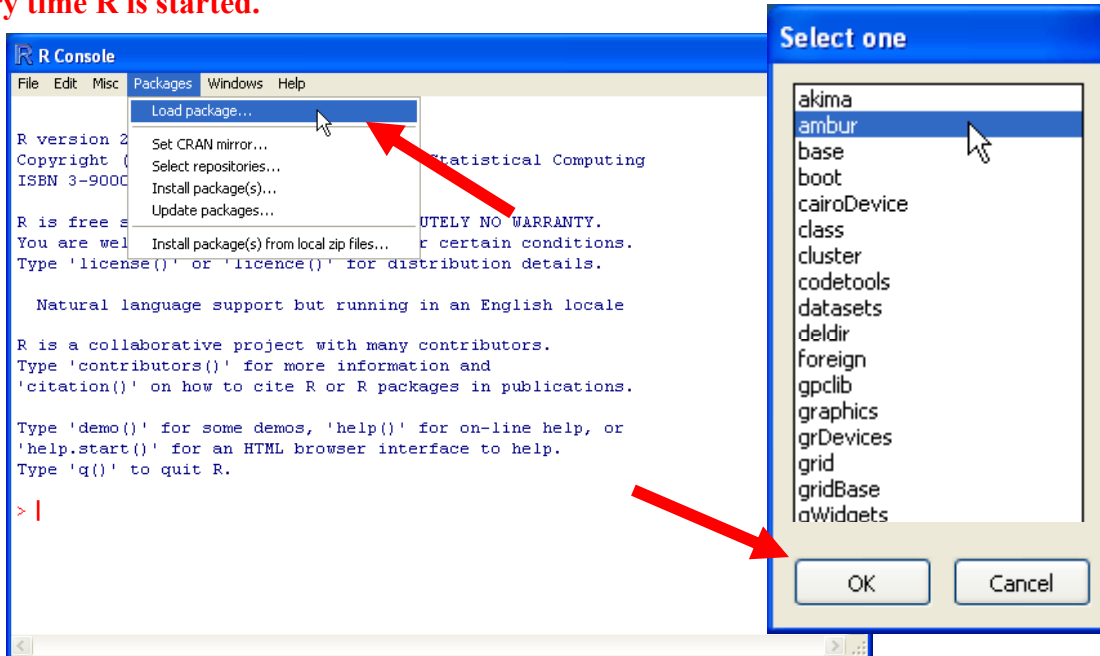 ry time R is started.
R Console
File Edit Misc Packages Windows Help
Load package...
Set CRAN mirror...
Select repositories...
Install package(s)...
Update packages...
Install package(s) from local zip files...
R version 2
Copyright ( Statistical Computing
ISBN 3-900
R is free s UTELY NO WARRANTY.
You are wel r certain conditions.
Type 'license()' or 'licence()' for distribution details.
Natural language support but running in an English locale
R is a collaborative project with many contributors.
Type 'contributors()' for more information and
'citation()' on how to cite R or R packages in publications.
Type 'demo()' for some demos, 'help()' for on-line help, or
'help.start()' for an HTML browser interface to help.
Type 'q()' to quit R.
>
Select one
akima
ambur
base
boot
cairoDevice
class
cluster
codetools
datasets
deldir
foreign
gpclib
graphics
grDevices
grid
gridBase
gWidgets
OK Cancel